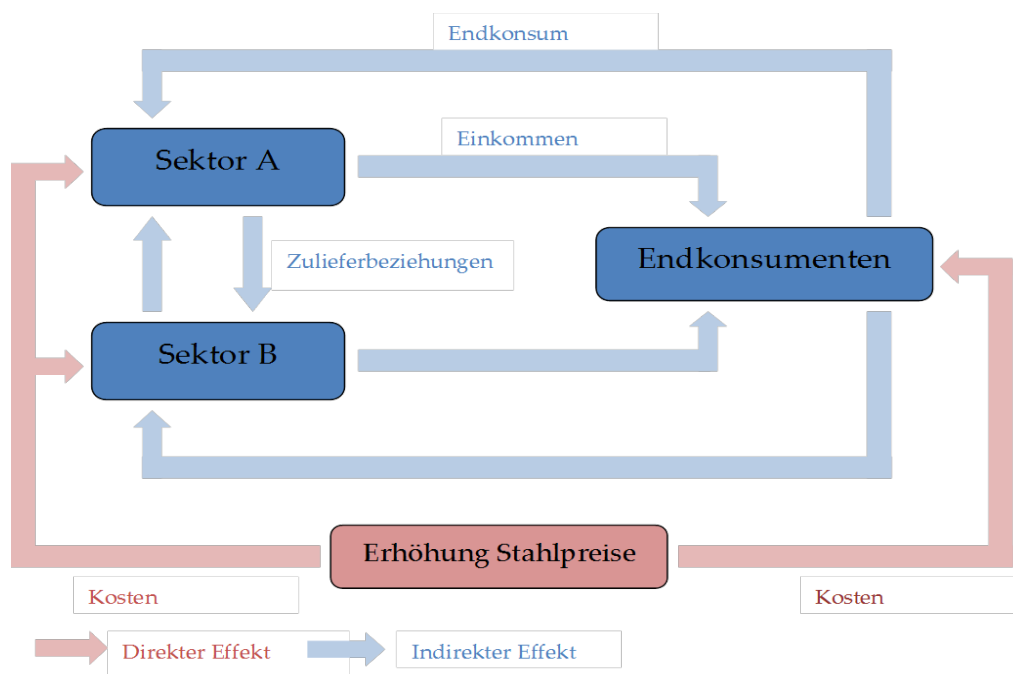 Endkonsum
Einkommen
Sektor A
Zulieferbeziehungen
Endkonsumenten
Sektor B
Erhöhung Stahlpreise
Kosten
Kosten
Direkter Effekt
Indirekter Effekt